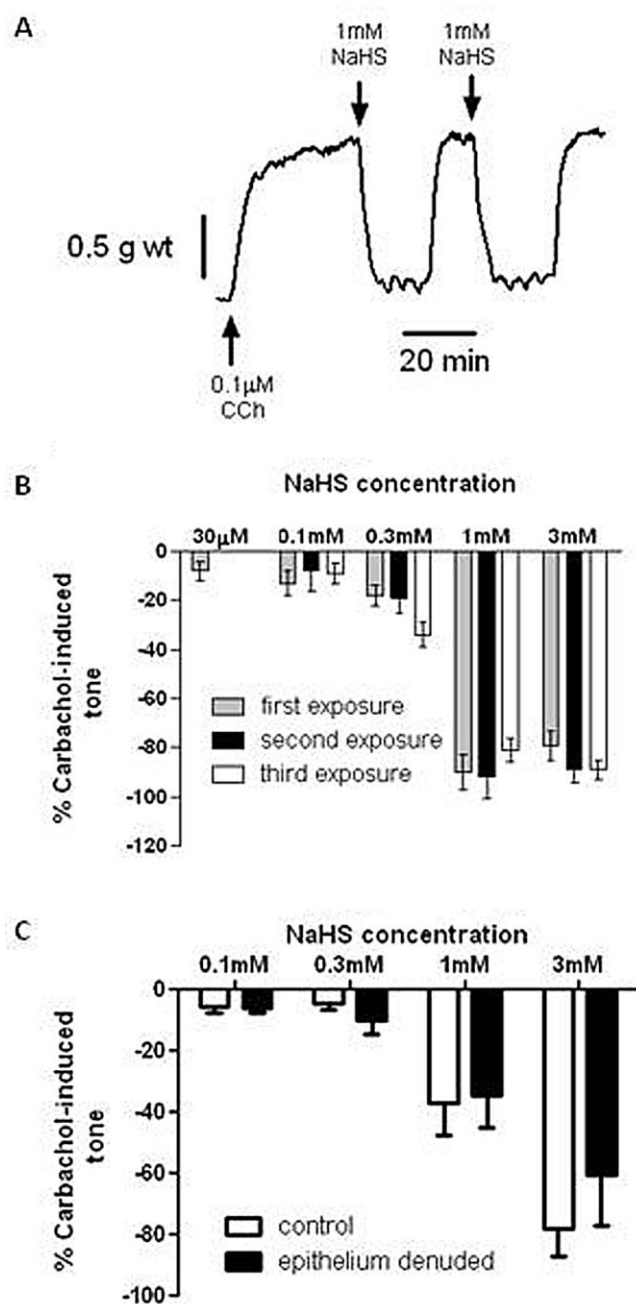 A
1mM
NaHS
1mM
NaHS
0.5 g wt
20 min
0.1µM
CCh
B
NaHS concentration
30µM 0.1mM 0.3mM 1mM 3mM
0
-20
-40
-60
-80
-100
-120
% Carbachol-induced
tone
first exposure
second exposure
third exposure
C
NaHS concentration
0.1mM 0.3mM 1mM 3mM
0
-20
-40
-60
-80
-100
% Carbachol-induced
tone
control
epithelium denuded